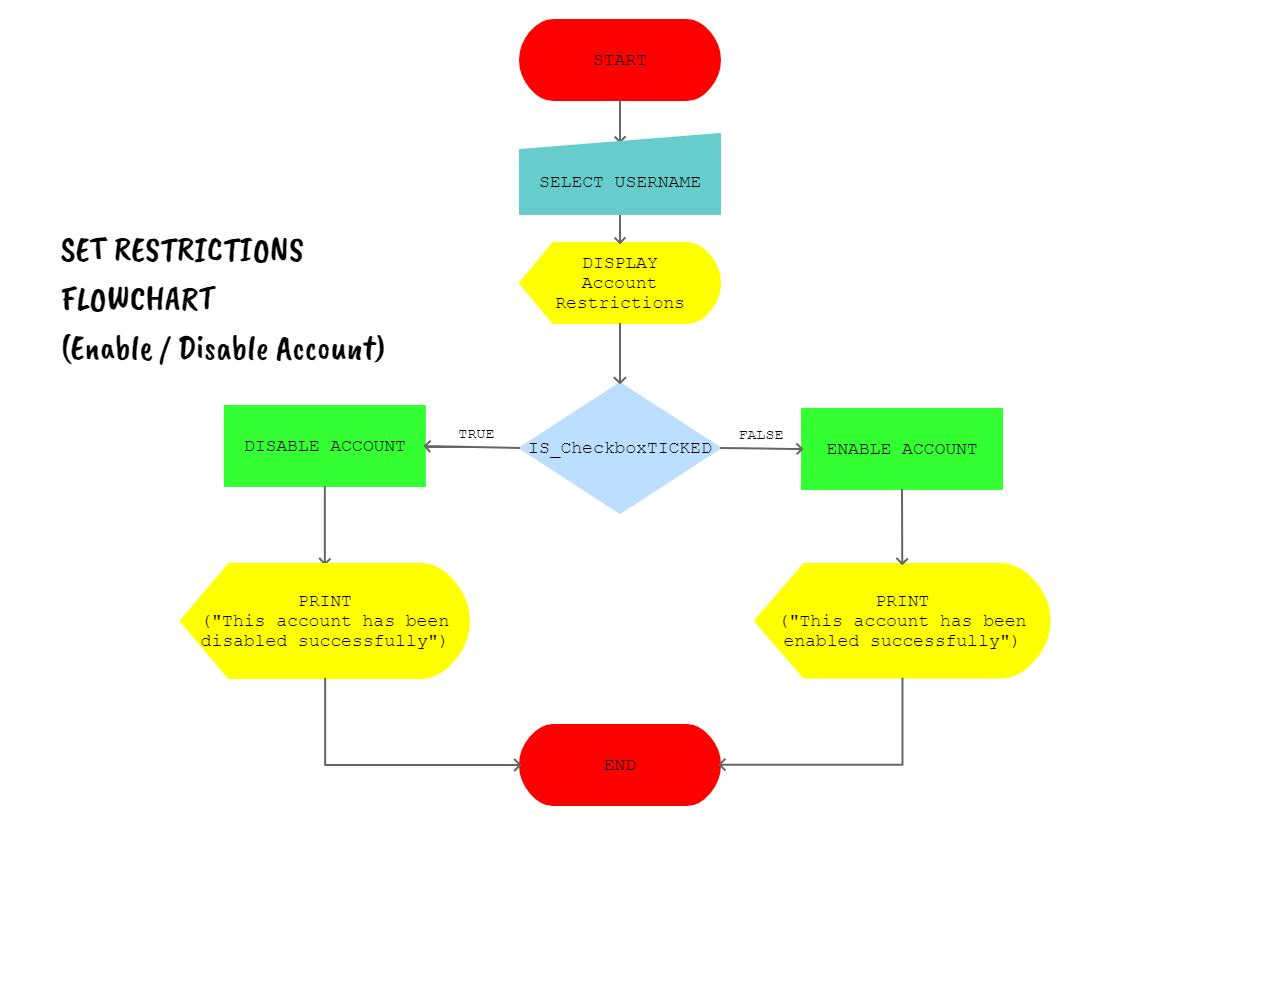 START
SELECT USERNAME
SET RESTRICTIONS
FLOWCHART
(Enable / Disable Account)
DISPLAY
Account
Restrictions
DISABLE ACCOUNT
TRUE
IS_CheckboxTICKED
FALSE
ENABLE ACCOUNT
PRINT
("This account has been
disabled successfully")
PRINT
("This account has been
enabled successfully")
END